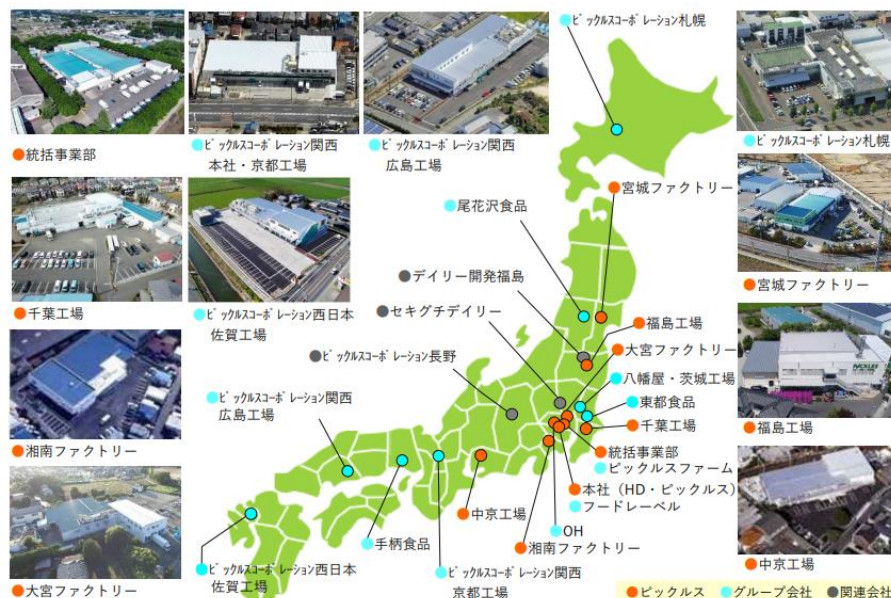 ﾋﾟｯｸﾙｽｺｰﾎﾟﾚｰｼｮﾝ札幌
統括事業部
ﾋﾟｯｸﾙｽｺｰﾎﾟﾚｰｼｮﾝ関西
本社・京都工場
ﾋﾟｯｸﾙｽｺｰﾎﾟﾚｰｼｮﾝ関西
広島工場
ﾋﾟｯｸﾙｽｺｰﾎﾟﾚｰｼｮﾝ札幌
宮城ファクトリー
尾花沢食品
デイリー開発福島
宮城ファクトリー
千葉工場
ﾋﾟｯｸﾙｽｺｰﾎﾟﾚｰｼｮﾝ西日本
佐賀工場
セキグチデイリー
福島工場
大宮ファクトリー
ﾋﾟｯｸﾙｽｺｰﾎﾟﾚｰｼｮﾝ長野
八幡屋・茨城工場
ﾋﾟｯｸﾙｽｺｰﾎﾟﾚｰｼｮﾝ関西
広島工場
東都食品
千葉工場
福島工場
湘南ファクトリー
統括事業部
ピックルスファーム
本社（HD・ピックルス）
フードレーベル
中京工場
OH
手柄食品
湘南ファクトリー
中京工場
ﾋﾟｯｸﾙｽｺｰﾎﾟﾚｰｼｮﾝ西日本
佐賀工場
ﾋﾟｯｸﾙｽｺｰﾎﾟﾚｰｼｮﾝ関西
京都工場
大宮ファクトリー
ピックルス グループ会社 関連会社